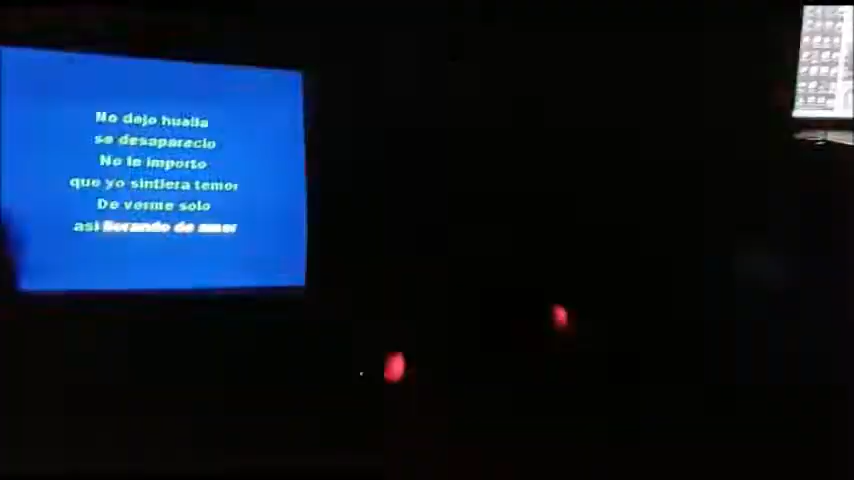 No dejo huella
se desaparecio
No le importo
que yo sintiera temor
De verme solo
asi llorando de amor